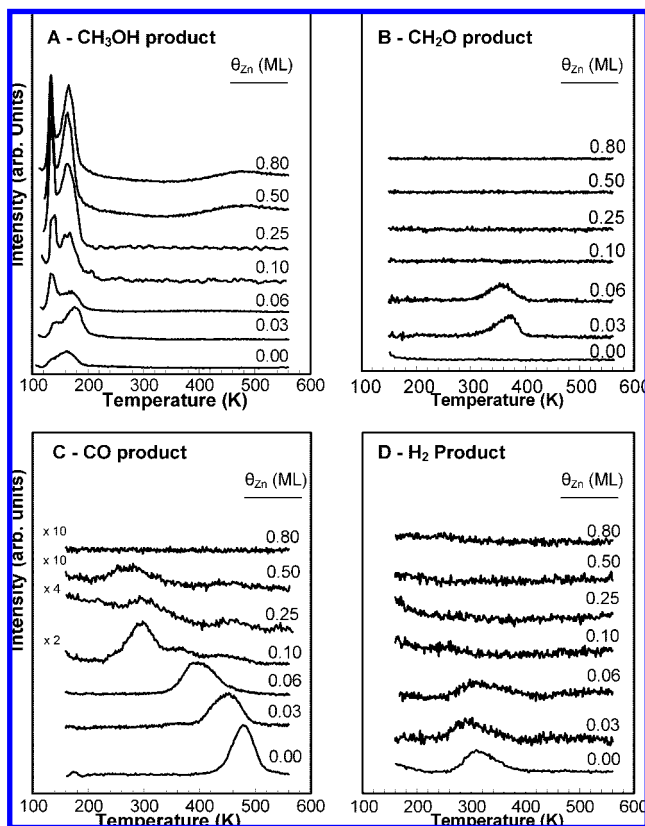 A - CH₃OH product
θZn (ML)
0.80
0.50
0.25
0.10
0.06
0.03
0.00
Intensity (arb. Units)
100 200 300 400 500 600
Temperature (K)
B - CH₂O product
θZn (ML)
0.80
0.50
0.25
0.10
0.06
0.03
0.00
100 200 300 400 500 600
Temperature (K)
C - CO product
θZn (ML)
x 10 0.80
x 10 0.50
x 4 0.25
x 2 0.10
0.06
0.03
0.00
Intensity (arb. units)
100 200 300 400 500 600
Temperature (K)
D - H₂ Product
θZn (ML)
0.80
0.50
0.25
0.10
0.06
0.03
0.00
100 200 300 400 500 600
Temperature (K)